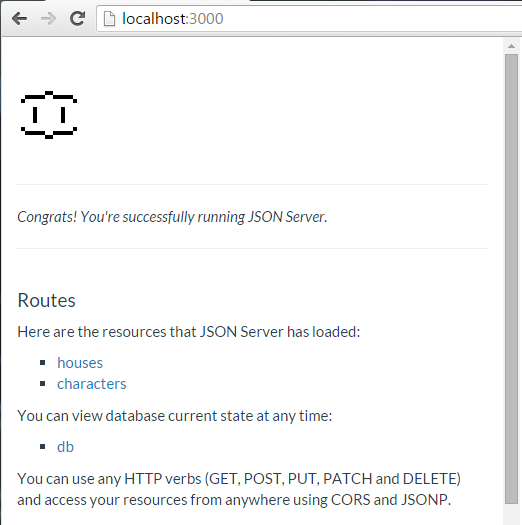 localhost:3000
Congrats! You're successfully running JSON Server.
Routes
Here are the resources that JSON Server has loaded:
houses
characters
You can view database current state at any time:
db
You can use any HTTP verbs (GET, POST, PUT, PATCH and DELETE)
and access your resources from anywhere using CORS and JSONP.